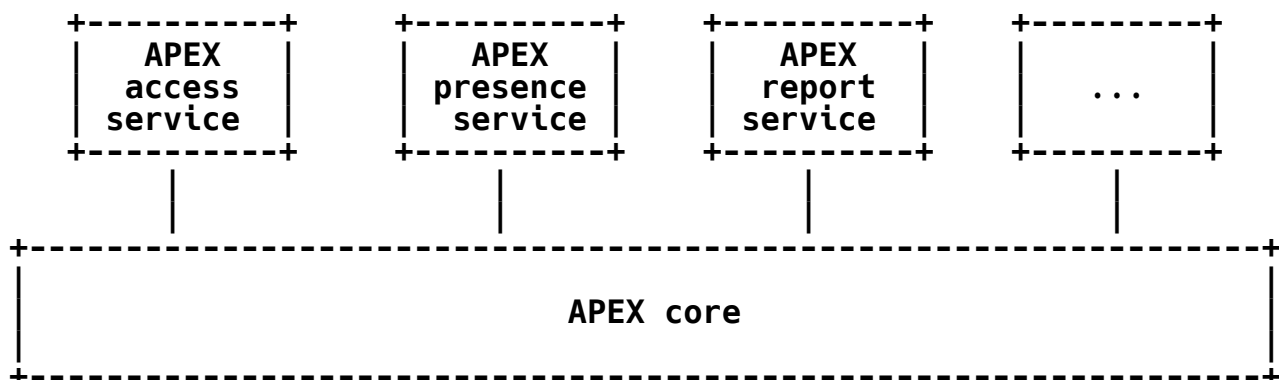 APEX
access
service
APEX
presence
service
APEX
report
service
...
APEX core